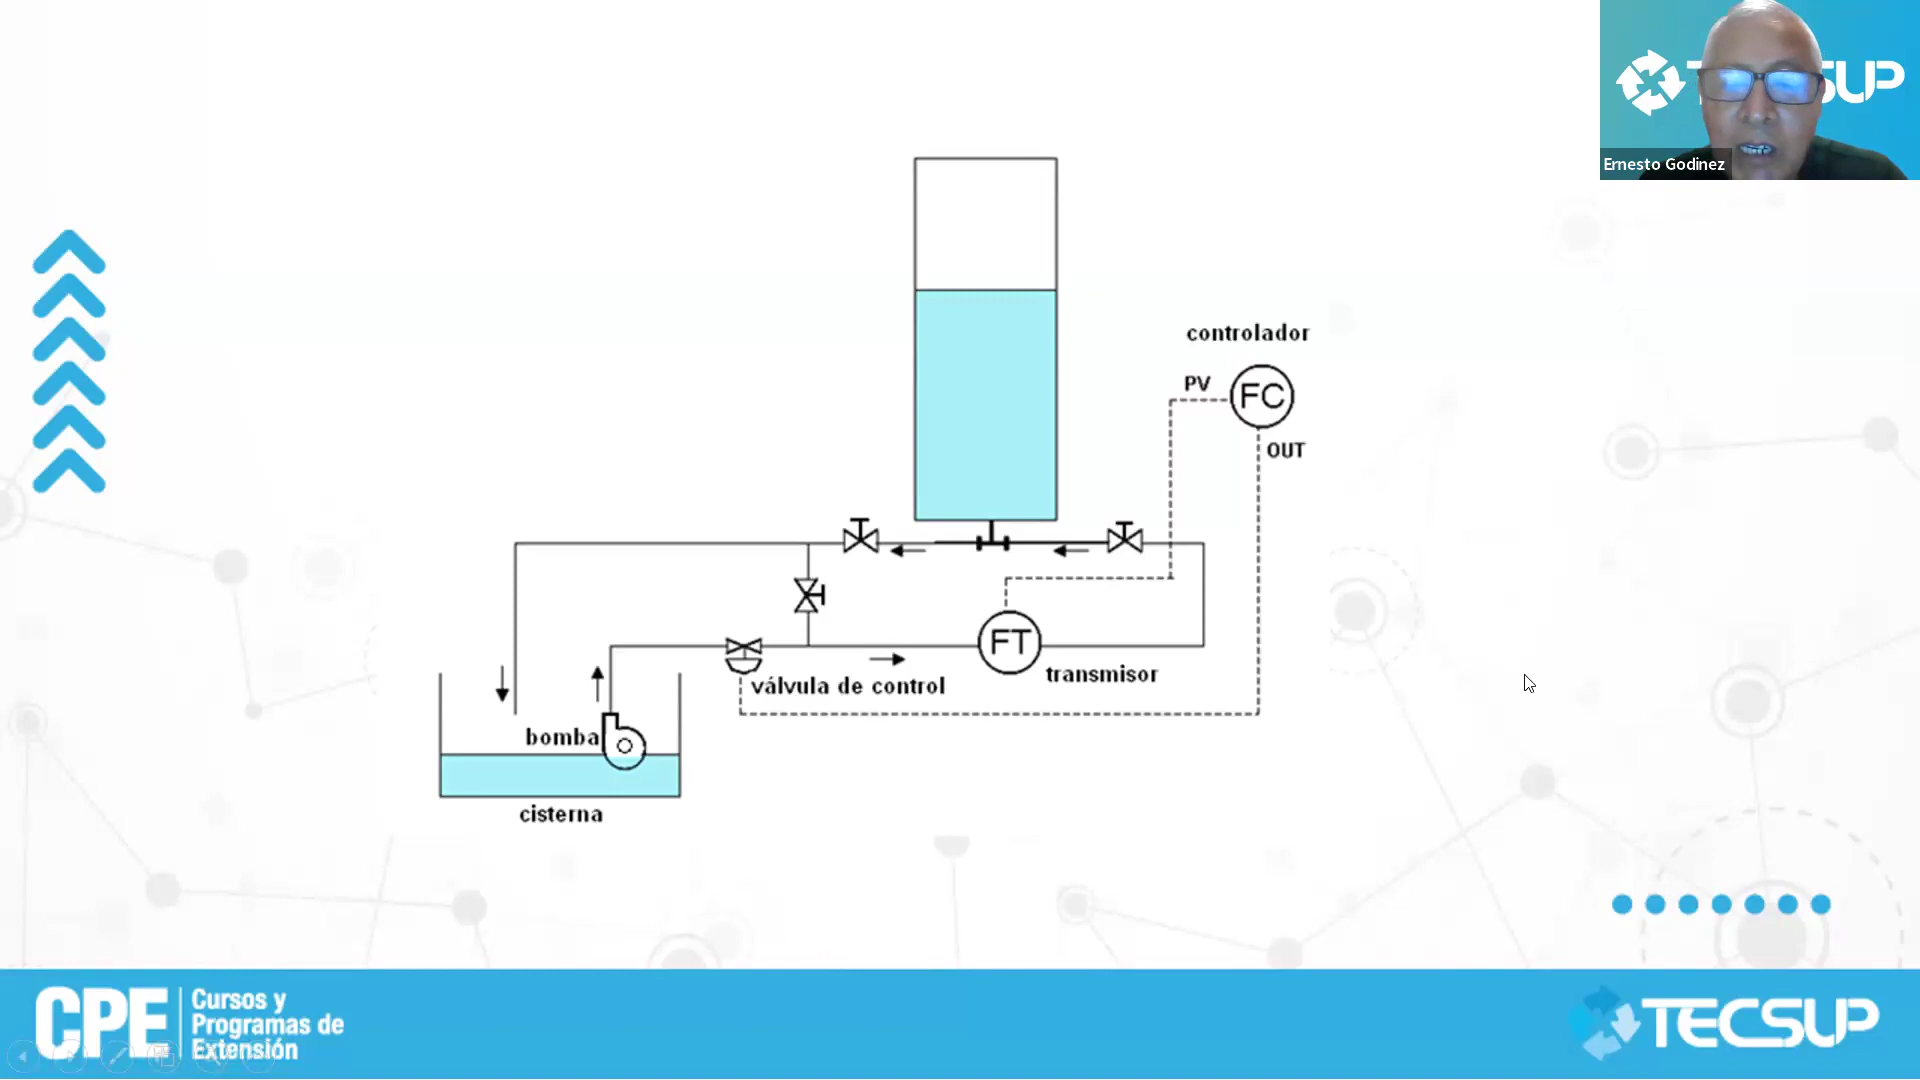 TECSUP
Ernesto Godinez
controlador
PV
FC
OUT
FT
transmisor
válvula de control
bomba
cisterna
CPE
Cursos y
Programas de
Extensión
TECSUP